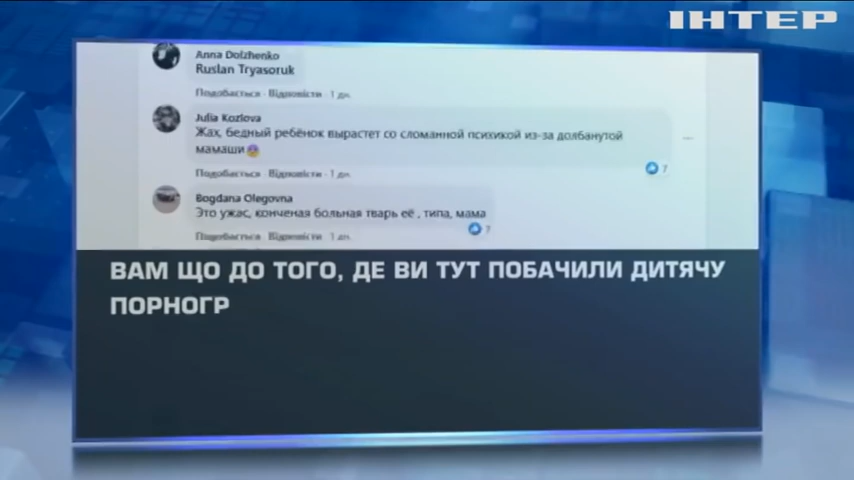 ІНТЕР
Anna Dolzhenko
Ruslan Tryasoruk
Подобається · Відповісти · 1 дн.
Julia Kozlova
Жах, бедный ребёнок вырастет со сломанной психикой из-за долбанутой
мамаши
7
Подобається · Відповісти · 1 дн.
Bogdana Olegovna
Это ужас, конченая больная тварь её , типа, мама
7
Подобається · Відповісти · 1 дн.
ВАМ ЩО ДО ТОГО, ДЕ ВИ ТУТ ПОБАЧИЛИ ДИТЯЧУ
ПОРНОГР